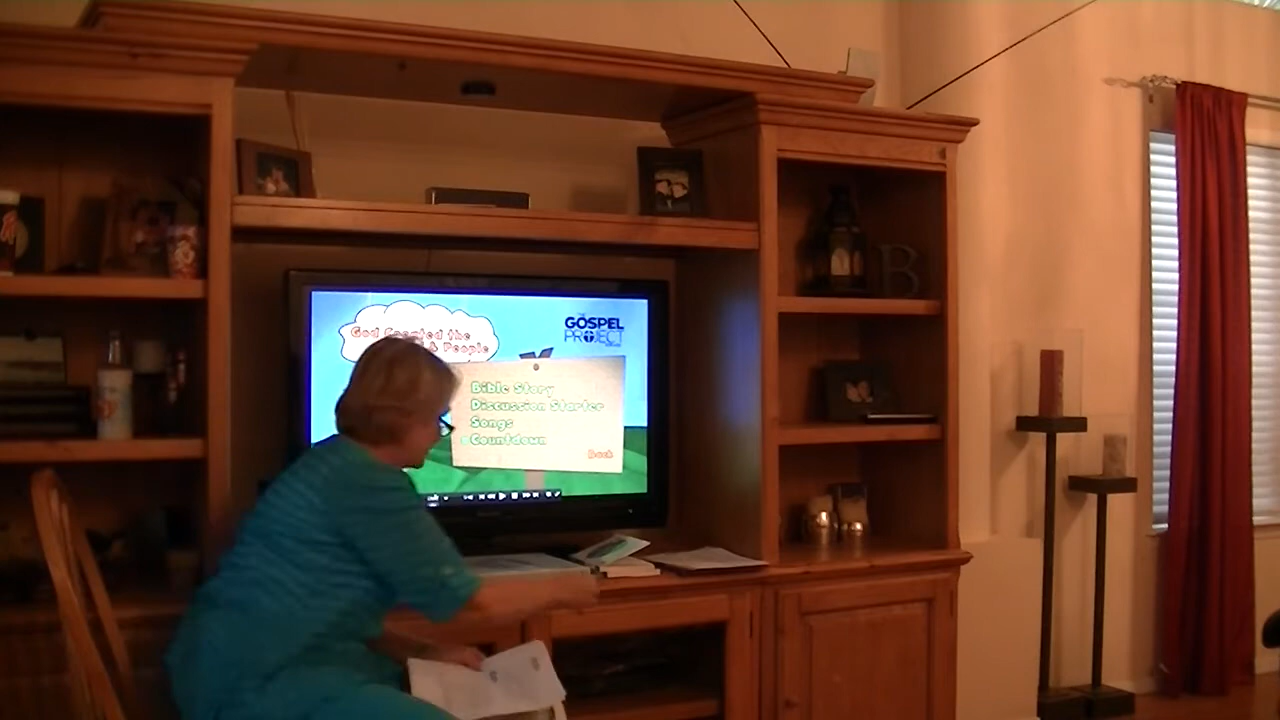 God Created the
& People
THE
GOSPEL
PROJECT
Bible Story
Discussion Starter
Songs
Countdown
Back
B